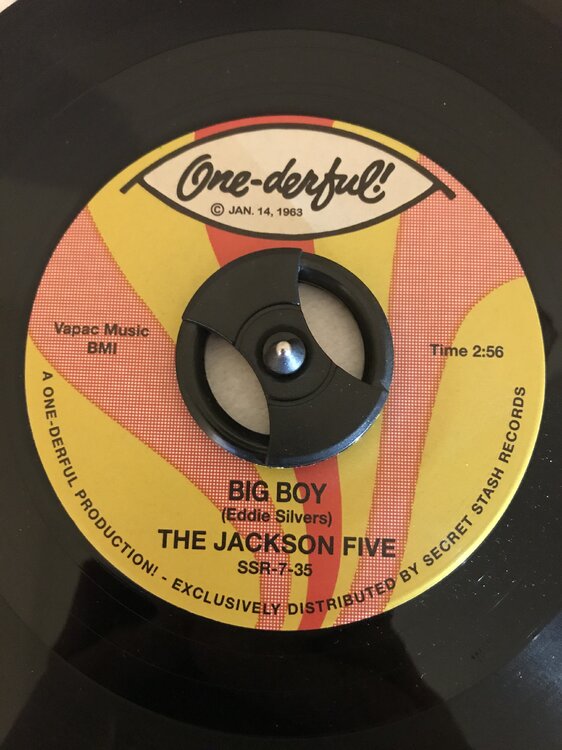 One-derful!
© JAN. 14, 1963
Vapac Music
BMI
Time 2:56
BIG BOY
(Eddie Silvers)
THE JACKSON FIVE
SSR-7-35
A ONE-DERFUL PRODUCTION! - EXCLUSIVELY DISTRIBUTED BY SECRET STASH RECORDS